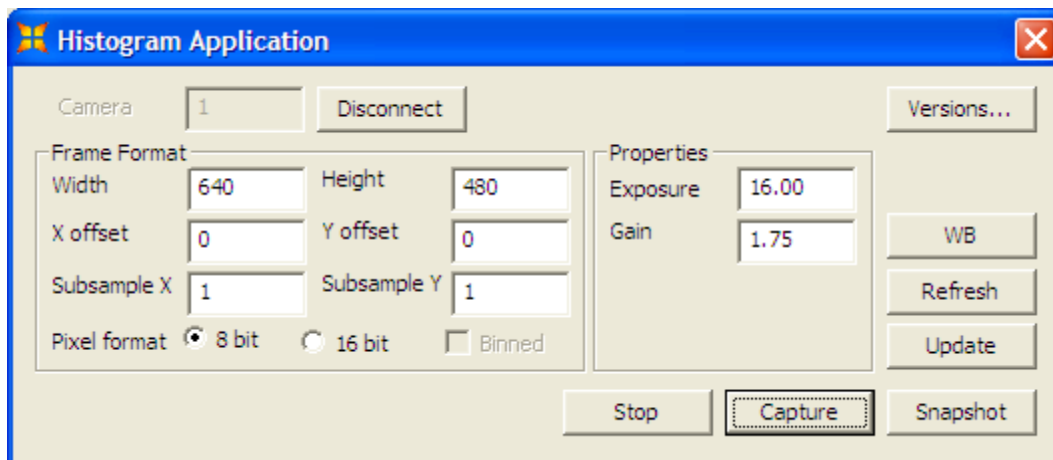 Histogram Application
Camera 1 Disconnect Versions...
Frame Format Properties
Width 640 Height 480 Exposure 16.00
X offset 0 Y offset 0 Gain 1.75 WB
Subsample X 1 Subsample Y 1 Refresh
Pixel format 8 bit 16 bit Binned Update
Stop Capture Snapshot